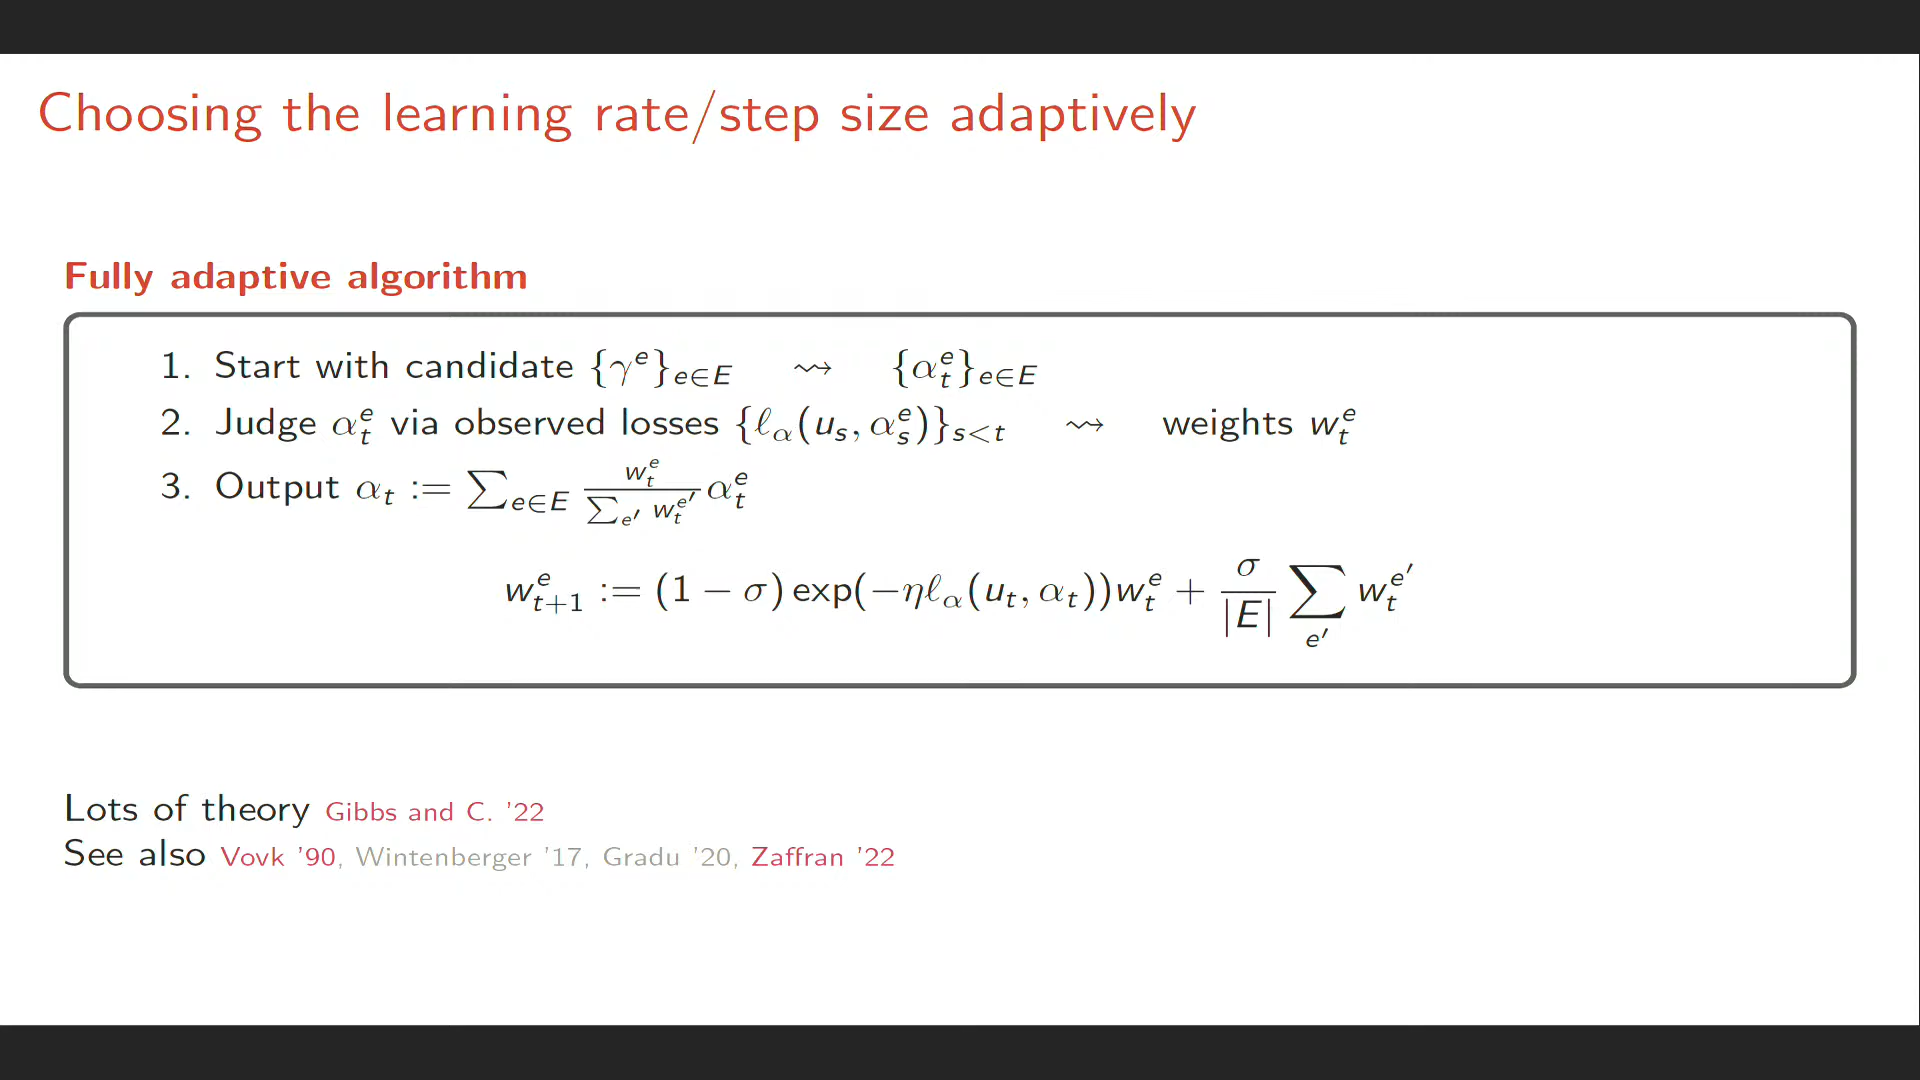 Choosing the learning rate/step size adaptively
Fully adaptive algorithm
1. Start with candidate {γ^e}_{e∈E} ⇝ {α_t^e}_{e∈E}
2. Judge α_t^e via observed losses {ℓ_α(u_s, α_s^e)}_{s<t} ⇝ weights w_t^e
3. Output α_t := ∑_{e∈E} \frac{w_t^e}{∑_{e′} w_t^{e′}} α_t^e
w_{t+1}^e := (1 − σ) exp(−ηℓ_α(u_t, α_t))w_t^e + \frac{σ}{|E|} ∑_{e′} w_t^{e′}
Lots of theory Gibbs and C. ’22
See also Vovk ’90, Wintenberger ’17, Gradu ’20, Zaffran ’22